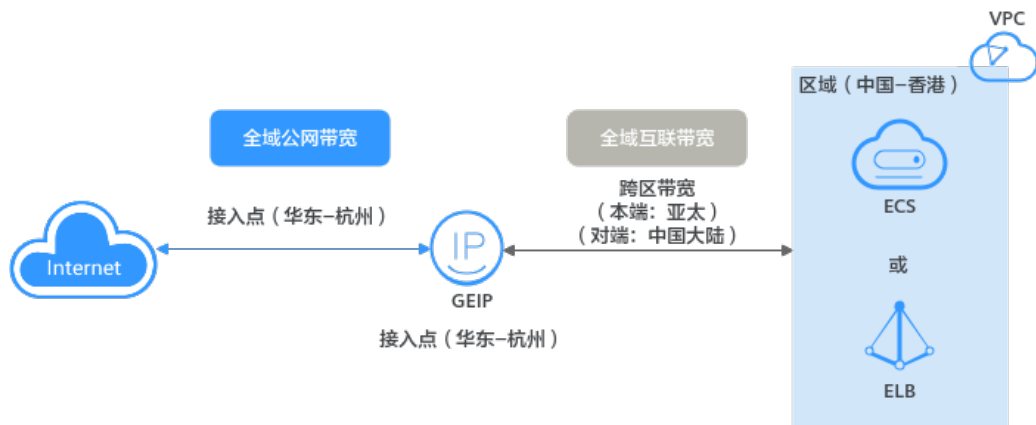 VPC
区域（中国–香港）
全域公网带宽
全域互联带宽
跨区带宽
（本端：亚太）
（对端：中国大陆）
接入点（华东–杭州）
ECS
Internet
IP
或
GEIP
接入点（华东–杭州）
ELB